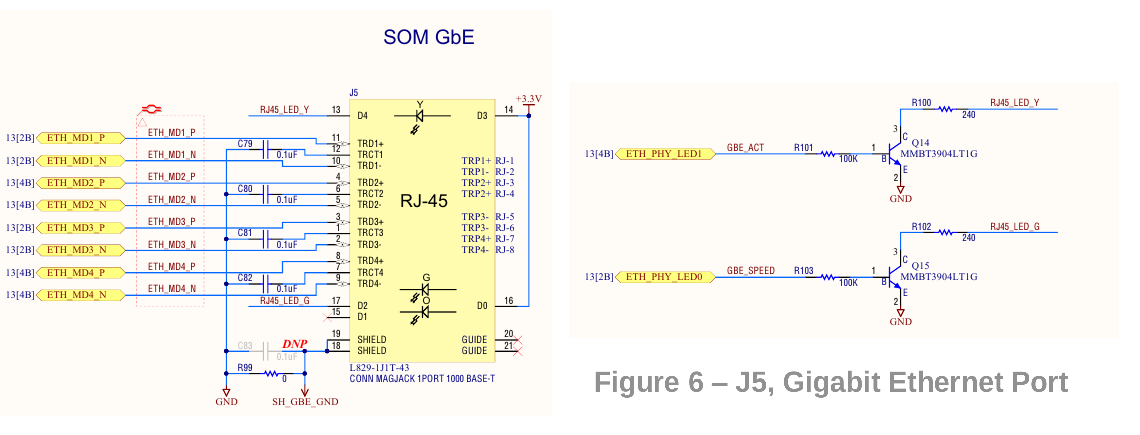 SOM GbE
J5
+3.3V
RJ45_LED_Y 13 D4 Y D3 14
13[2B] ETH_MD1_P ETH_MD1_P 11 TRD1+
C79 0.1uF 12 TRCT1
13[2B] ETH_MD1_N ETH_MD1_N 10 TRD1-
13[4B] ETH_MD2_P ETH_MD2_P 4 TRD2+
C80 0.1uF 6 TRCT2
13[4B] ETH_MD2_N ETH_MD2_N 5 TRD2-
13[2B] ETH_MD3_P ETH_MD3_P 3 TRD3+
C81 0.1uF 1 TRCT3
13[2B] ETH_MD3_N ETH_MD3_N 2 TRD3-
13[4B] ETH_MD4_P ETH_MD4_P 8 TRD4+
C82 0.1uF 7 TRCT4
13[4B] ETH_MD4_N ETH_MD4_N 9 TRD4-
RJ-45
TRP1+ RJ-1
TRP1- RJ-2
TRP2+ RJ-3
TRP2+ RJ-4
TRP3- RJ-5
TRP3- RJ-6
TRP4+ RJ-7
TRP4- RJ-8
RJ45_LED_G 17 D2 G D0 16
15 D1 O
19 SHIELD GUIDE 20
18 SHIELD GUIDE 21
C83 DNP 0.1uF
R99 0
GND SH_GBE_GND
L829-1J1T-43
CONN MAGJACK 1PORT 1000 BASE-T
R100 240 RJ45_LED_Y
13[4B] ETH_PHY_LED1 GBE_ACT R101 100K 1 B 3 C E 2
Q14
MMBT3904LT1G
GND
R102 240 RJ45_LED_G
13[2B] ETH_PHY_LED0 GBE_SPEED R103 100K 1 B 3 C E 2
Q15
MMBT3904LT1G
GND
Figure 6 – J5, Gigabit Ethernet Port